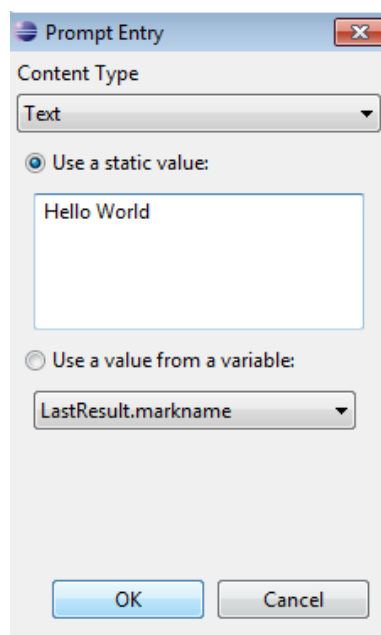 Prompt Entry
Content Type
Text
Use a static value:
Hello World
Use a value from a variable:
LastResult.markname
OK Cancel